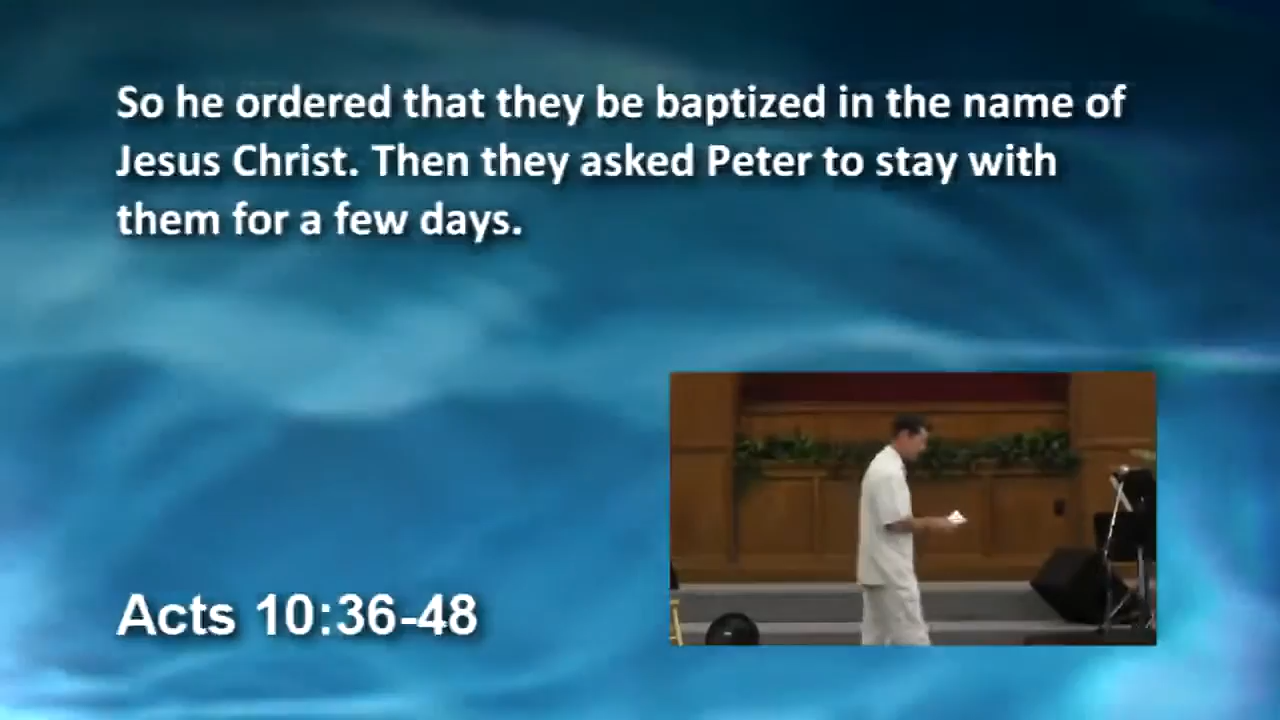 So he ordered that they be baptized in the name of
Jesus Christ. Then they asked Peter to stay with
them for a few days.
Acts 10:36-48